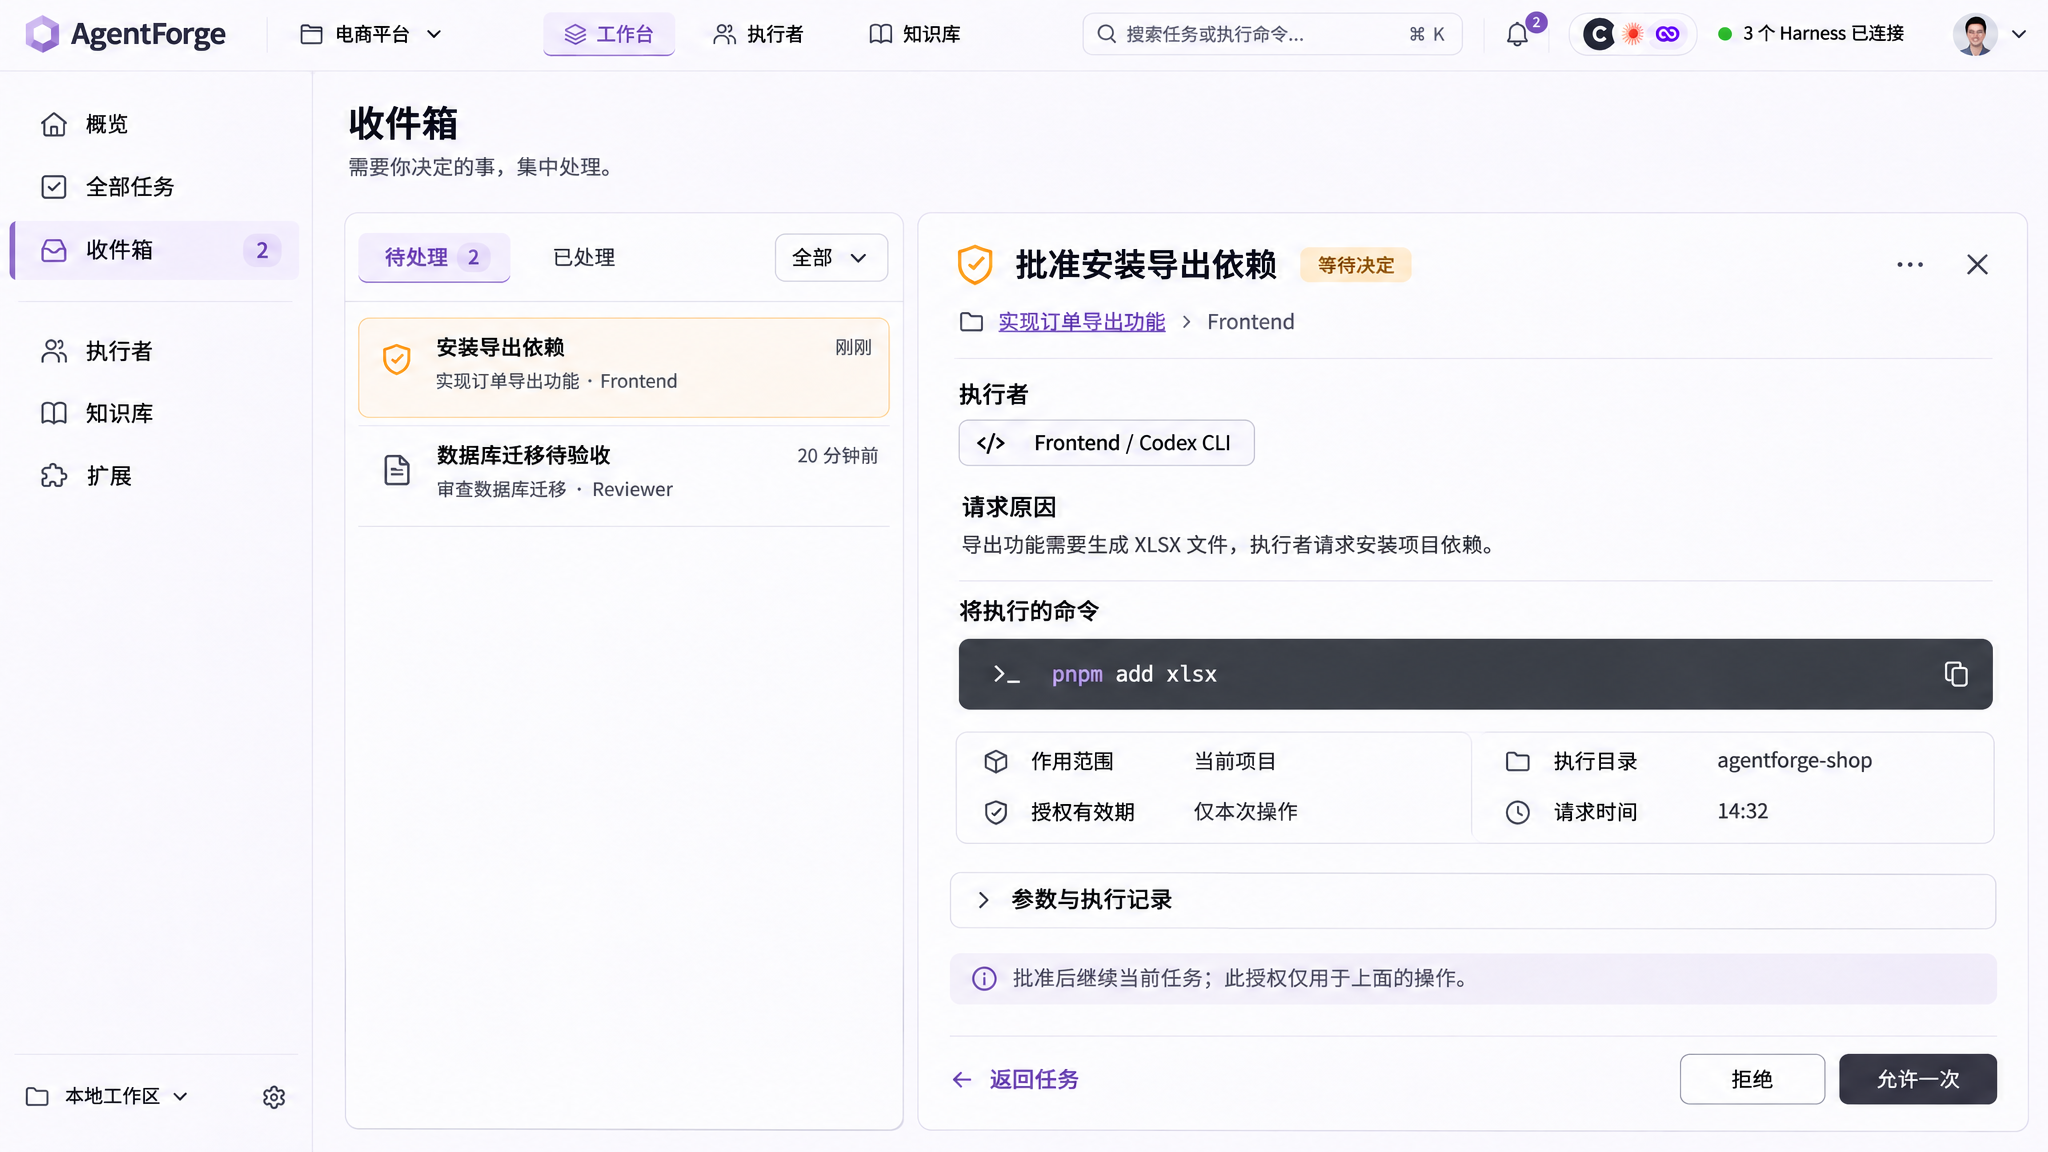 AgentForge
电商平台
工作台
执行者
知识库
搜索任务或执行命令...
⌘ K
2
3 个 Harness 已连接
概览
全部任务
收件箱
2
执行者
知识库
扩展
本地工作区
收件箱
需要你决定的事，集中处理。
待处理 2
已处理
全部
安装导出依赖
刚刚
实现订单导出功能 · Frontend
数据库迁移待验收
20 分钟前
审查数据库迁移 · Reviewer
批准安装导出依赖
等待决定
实现订单导出功能 > Frontend
执行者
</> Frontend / Codex CLI
请求原因
导出功能需要生成 XLSX 文件，执行者请求安装项目依赖。
将执行的命令
>_ pnpm add xlsx
作用范围 当前项目
执行目录 agentforge-shop
授权有效期 仅本次操作
请求时间 14:32
参数与执行记录
批准后继续当前任务；此授权仅用于上面的操作。
返回任务
拒绝
允许一次